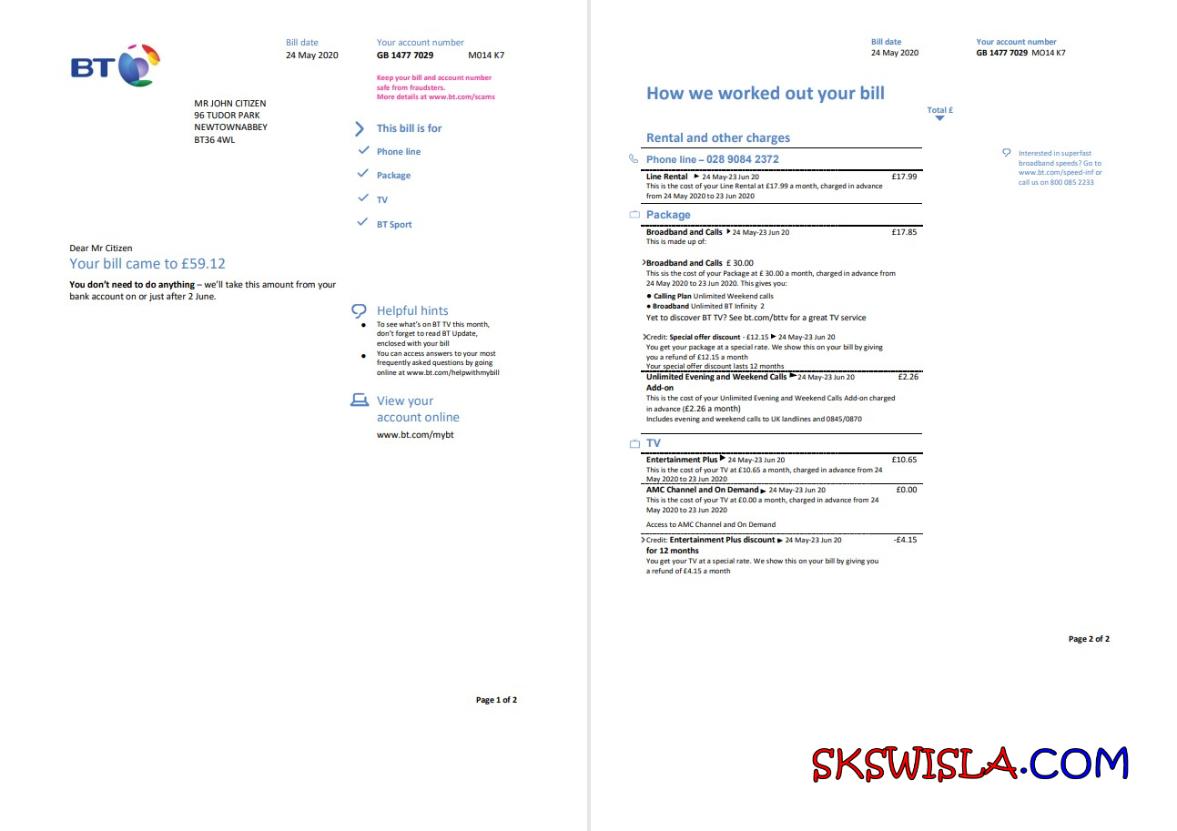 BT
Bill date
24 May 2020
Your account number
GB 1477 7029 M014 K7
Keep your bill and account number
safe from fraudsters.
More details at www.bt.com/scams
MR JOHN CITIZEN
96 TUDOR PARK
NEWTOWNABBEY
BT36 4WL
This bill is for
Phone line
Package
TV
BT Sport
Dear Mr Citizen
Your bill came to £59.12
You don't need to do anything – we'll take this amount from your
bank account on or just after 2 June.
Helpful hints
To see what's on BT TV this month,
don't forget to read BT Update,
enclosed with your bill
You can access answers to your most
frequently asked questions by going
online at www.bt.com/helpwithmybill
View your
account online
www.bt.com/mybt
Page 1 of 2
Bill date
24 May 2020
Your account number
GB 1477 7029 M014 K7
How we worked out your bill
Total £
Rental and other charges
Phone line – 028 9084 2372
Line Rental ► 24 May-23 Jun 20 £17.99
This is the cost of your Line Rental at £17.99 a month, charged in advance
from 24 May 2020 to 23 Jun 2020
Interested in superfast
broadband speeds? Go to
www.bt.com/speed-inf or
call us on 800 085 2233
Package
Broadband and Calls ► 24 May-23 Jun 20 £17.85
This is made up of:
Broadband and Calls £ 30.00
This sis the cost of your Package at £ 30.00 a month, charged in advance from
24 May 2020 to 23 Jun 2020. This gives you:
● Calling Plan Unlimited Weekend calls
● Broadband Unlimited BT Infinity 2
Yet to discover BT TV? See bt.com/bttv for a great TV service
Credit: Special offer discount - £12.15 ► 24 May-23 Jun 20
You get your package at a special rate. We show this on your bill by giving
you a refund of £12.15 a month
Your special offer discount lasts 12 months
Unlimited Evening and Weekend Calls ► 24 May-23 Jun 20 £2.26
Add-on
This is the cost of your Unlimited Evening and Weekend Calls Add-on charged
in advance (£2.26 a month)
Includes evening and weekend calls to UK landlines and 0845/0870
TV
Entertainment Plus ► 24 May-23 Jun 20 £10.65
This is the cost of your TV at £10.65 a month, charged in advance from 24
May 2020 to 23 Jun 2020
AMC Channel and On Demand ► 24 May-23 Jun 20 £0.00
This is the cost of your TV at £0.00 a month, charged in advance from 24
May 2020 to 23 Jun 2020
Access to AMC Channel and On Demand
Credit: Entertainment Plus discount ► 24 May-23 Jun 20 -£4.15
for 12 months
You get your TV at a special rate. We show this on your bill by giving you
a refund of £4.15 a month
Page 2 of 2
SKSWISLA.COM